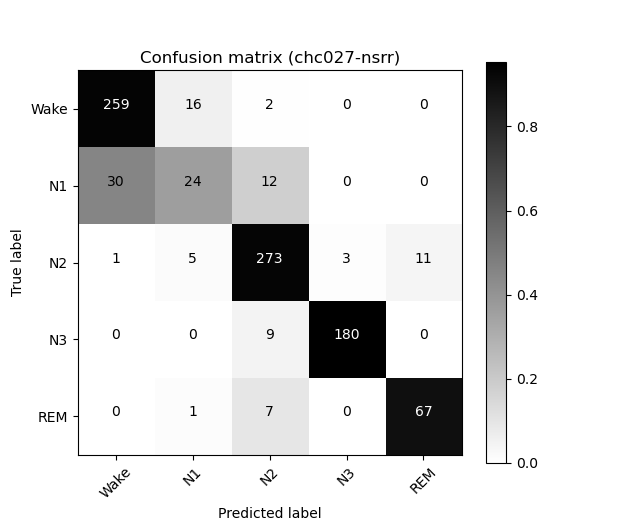 Confusion matrix (chc027-nsrr)
Wake 259 16 2 0 0
N1 30 24 12 0 0
N2 1 5 273 3 11
N3 0 0 9 180 0
REM 0 1 7 0 67
Wake N1 N2 N3 REM
Predicted label
True label
0.8
0.6
0.4
0.2
0.0